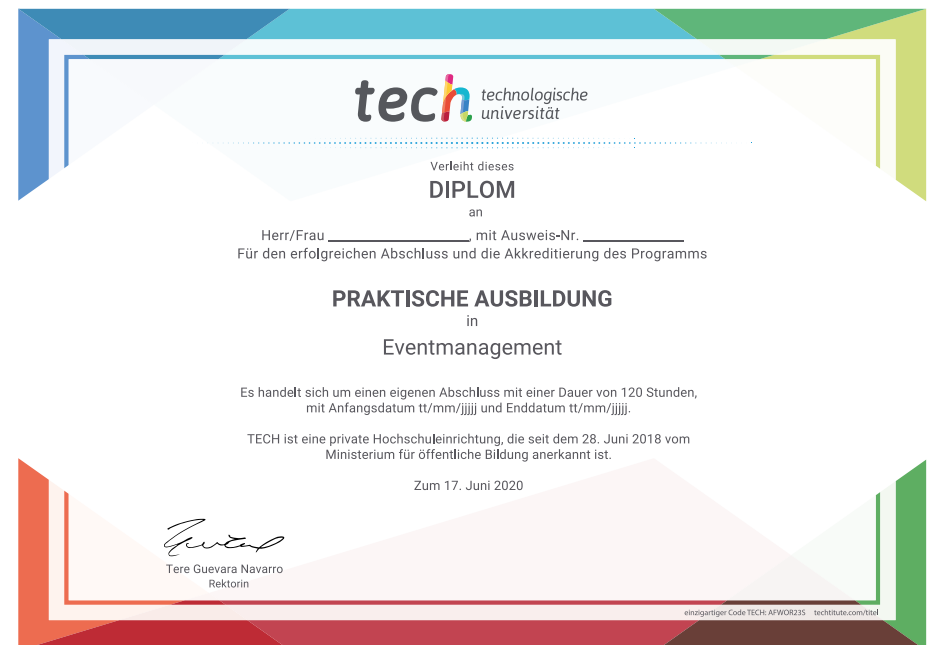 tech technologische
universität
Verleiht dieses
DIPLOM
an
Herr/Frau ________________, mit Ausweis-Nr. ____________
Für den erfolgreichen Abschluss und die Akkreditierung des Programms
PRAKTISCHE AUSBILDUNG
in
Eventmanagement
Es handelt sich um einen eigenen Abschluss mit einer Dauer von 120 Stunden,
mit Anfangsdatum tt/mm/jjjjj und Enddatum tt/mm/jjjjj.
TECH ist eine private Hochschuleinrichtung, die seit dem 28. Juni 2018 vom
Ministerium für öffentliche Bildung anerkannt ist.
Zum 17. Juni 2020
Tere Guevara Navarro
Rektorin
einzigartiger Code TECH: AFWOR23S techtitute.com/titel